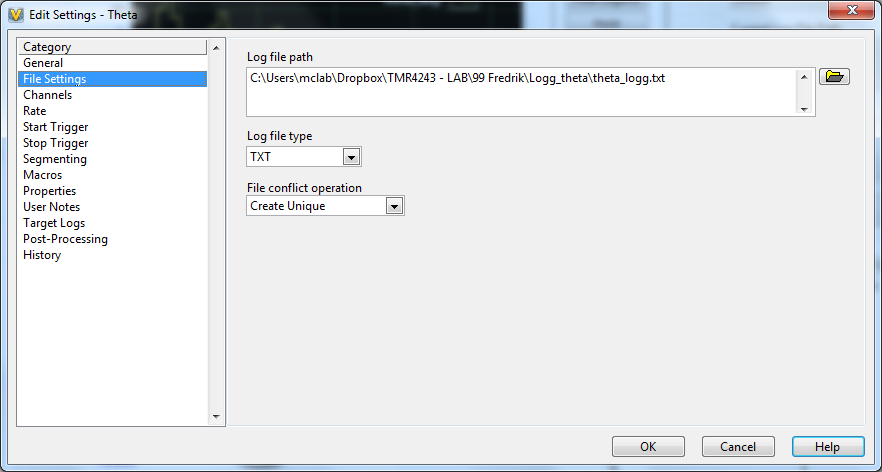 Edit Settings - Theta
Category
General
File Settings
Channels
Rate
Start Trigger
Stop Trigger
Segmenting
Macros
Properties
User Notes
Target Logs
Post-Processing
History
Log file path
C:\Users\mclab\Dropbox\TMR4243 - LAB\99 Fredrik\Logg_theta\theta_logg.txt
Log file type
TXT
File conflict operation
Create Unique
OK
Cancel
Help